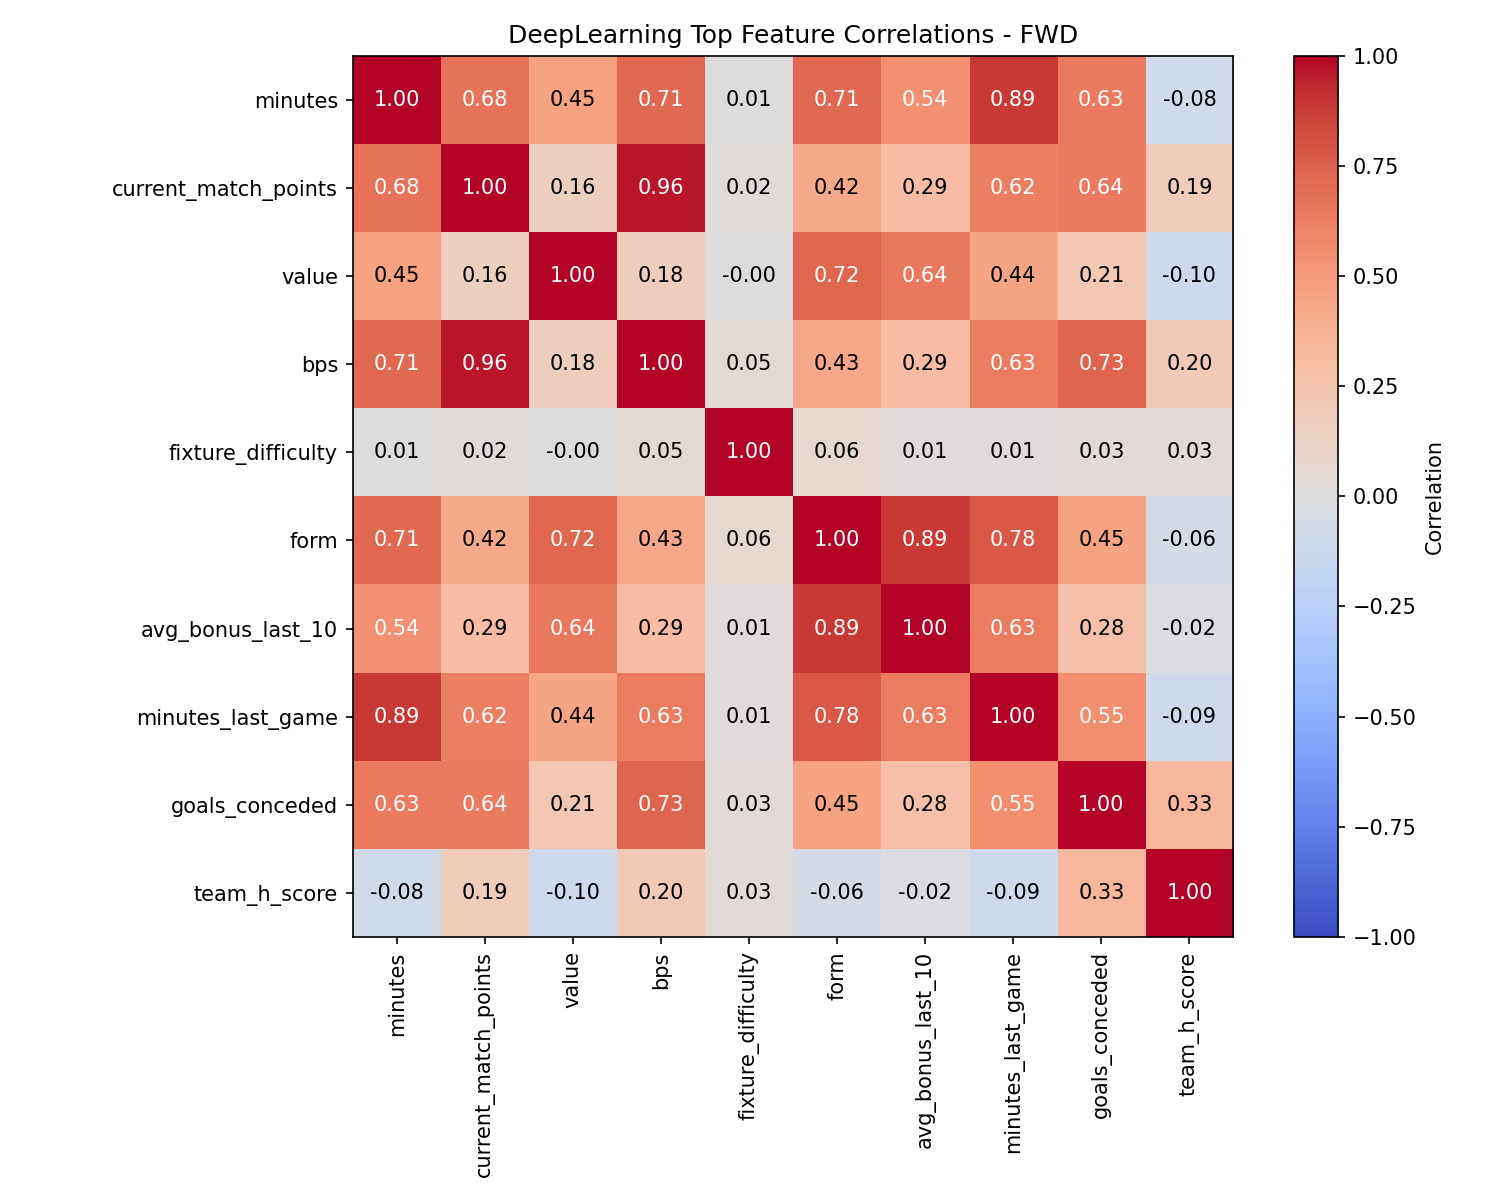 DeepLearning Top Feature Correlations - FWD
minutes 1.00 0.68 0.45 0.71 0.01 0.71 0.54 0.89 0.63 -0.08
current_match_points 0.68 1.00 0.16 0.96 0.02 0.42 0.29 0.62 0.64 0.19
value 0.45 0.16 1.00 0.18 -0.00 0.72 0.64 0.44 0.21 -0.10
bps 0.71 0.96 0.18 1.00 0.05 0.43 0.29 0.63 0.73 0.20
fixture_difficulty 0.01 0.02 -0.00 0.05 1.00 0.06 0.01 0.01 0.03 0.03
form 0.71 0.42 0.72 0.43 0.06 1.00 0.89 0.78 0.45 -0.06
avg_bonus_last_10 0.54 0.29 0.64 0.29 0.01 0.89 1.00 0.63 0.28 -0.02
minutes_last_game 0.89 0.62 0.44 0.63 0.01 0.78 0.63 1.00 0.55 -0.09
goals_conceded 0.63 0.64 0.21 0.73 0.03 0.45 0.28 0.55 1.00 0.33
team_h_score -0.08 0.19 -0.10 0.20 0.03 -0.06 -0.02 -0.09 0.33 1.00
minutes
current_match_points
value
bps
fixture_difficulty
form
avg_bonus_last_10
minutes_last_game
goals_conceded
team_h_score
1.00
0.75
0.50
0.25
0.00
−0.25
−0.50
−0.75
−1.00
Correlation